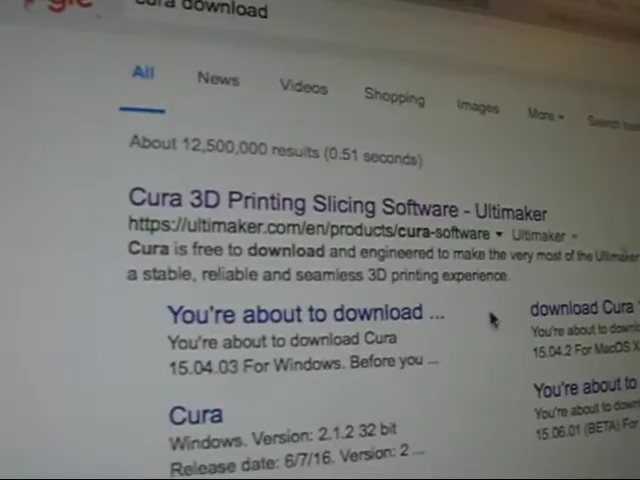 cura download
All News Videos Shopping Images More Search tools
About 12,500,000 results (0.51 seconds)
Cura 3D Printing Slicing Software - Ultimaker
https://ultimaker.com/en/products/cura-software Ultimaker
Cura is free to download and engineered to make the very most of the Ultimaker
a stable, reliable and seamless 3D printing experience.
You're about to download ...
You're about to download Cura
15.04.03 For Windows. Before you ...
Cura
Windows. Version: 2.1.2 32 bit
Release date: 6/7/16. Version: 2 ...
download Cura
You're about to
15.04.2 For MacOS X
You're about to
You're about to
15.06.01 (BETA) For